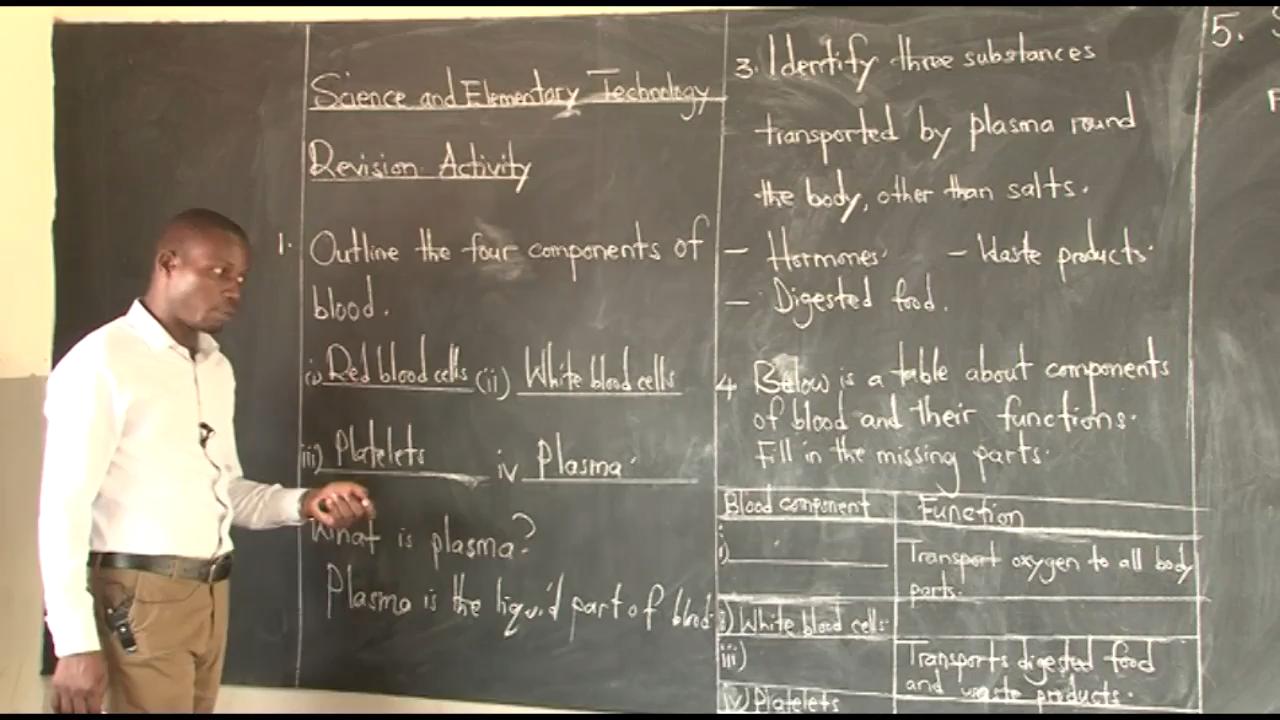 Science and Elementary Technology
Revision Activity
1. Outline the four components of
blood.
i) Red blood cells (ii) White blood cells
iii) Platelets iv Plasma.
What is plasma?
Plasma is the liquid part of blood.
3. Identify three substances
transported by plasma round
the body, other than salts.
– Hormones. – Waste products.
– Digested food.
4 Below is a table about components
of blood and their functions.
Fill in the missing parts.
Blood component Function
i) Transport oxygen to all body
parts.
ii) White blood cells.
iii) Transports digested food
and waste products.
iv) Platelets
5.